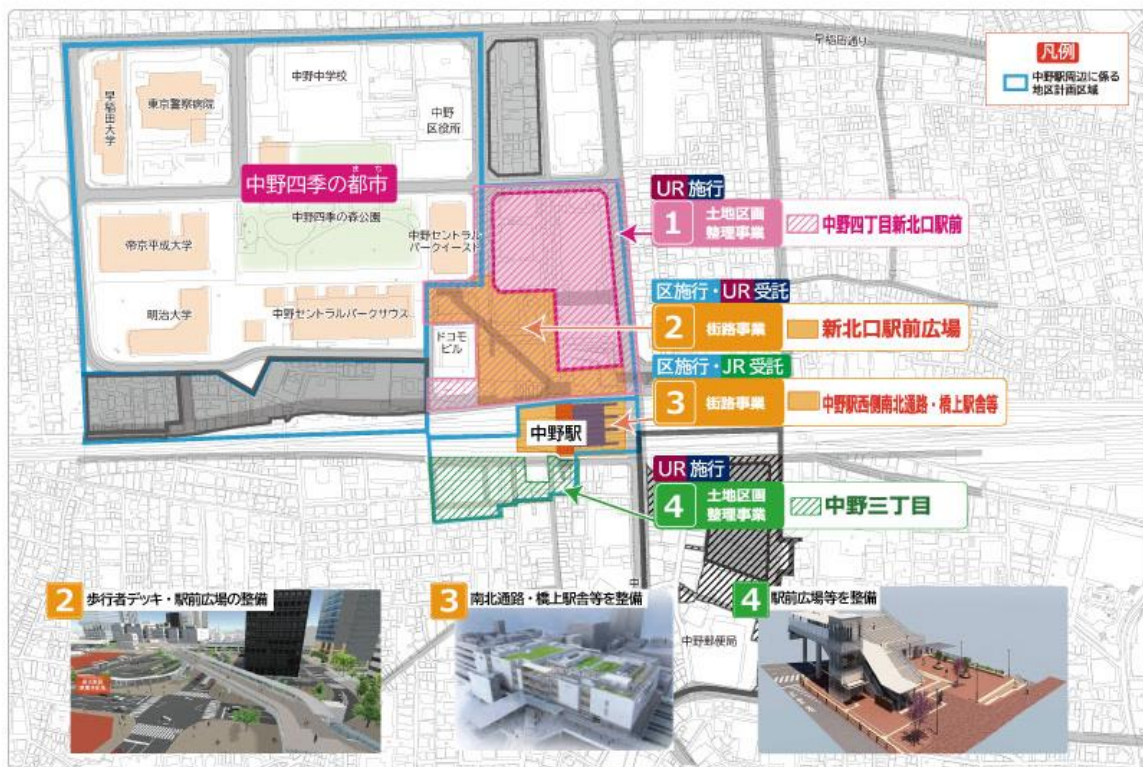 早稲田通り
凡例
中野駅周辺に係る
地区計画区域
早稲田大学
東京警察病院
中野中学校
中野
区役所
まち
中野四季の都市
中野四季の森公園
帝京平成大学
中野セントラル
パークイースト
明治大学
中野セントラルパークサウス
ドコモ
ビル
UR施行
1
土地区画
整理事業
中野四丁目新北口駅前
区施行・UR受託
2
街路事業
新北口駅前広場
区施行・JR受託
3
街路事業
中野駅西側南北通路・橋上駅舎等
中野駅
UR施行
4
土地区画
整理事業
中野三丁目
中
中野郵便局
2 歩行者デッキ・駅前広場の整備
3 南北通路・橋上駅舎等を整備
4 駅前広場等を整備